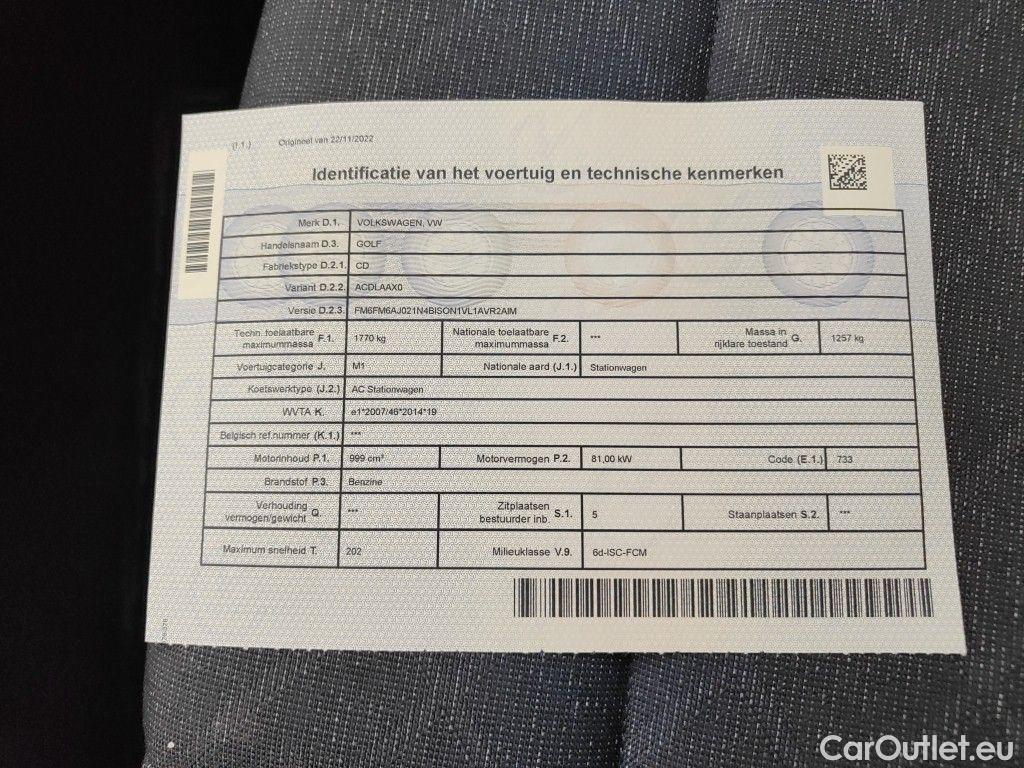 (I.1.) Origineel van 22/11/2022
Identificatie van het voertuig en technische kenmerken
Merk D.1. VOLKSWAGEN, VW
Handelsnaam D.3. GOLF
Fabriekstype D.2.1. CD
Variant D.2.2. ACDLAAX0
Versie D.2.3. FM6FM6AJ021N4BISON1VL1AVR2AIM
Techn. toelaatbare maximummassa F.1. 1770 kg Nationale toelaatbare maximummassa F.2. *** Massa in rijklare toestand G. 1257 kg
Voertuigcategorie J. M1 Nationale aard (J.1.) Stationwagen
Koetswerktype (J.2.) AC Stationwagen
WVTA K. e1*2007/46*2014*19
Belgisch ref.nummer (K.1.) ***
Motorinhoud P.1. 999 cm³ Motorvermogen P.2. 81,00 kW Code (E.1.) 733
Brandstof P.3. Benzine
Verhouding vermogen/gewicht Q. *** Zitplaatsen bestuurder inb. S.1. 5 Staanplaatsen S.2. ***
Maximum snelheid T. 202 Milieuklasse V.9. 6d-ISC-FCM
CarOutlet.eu